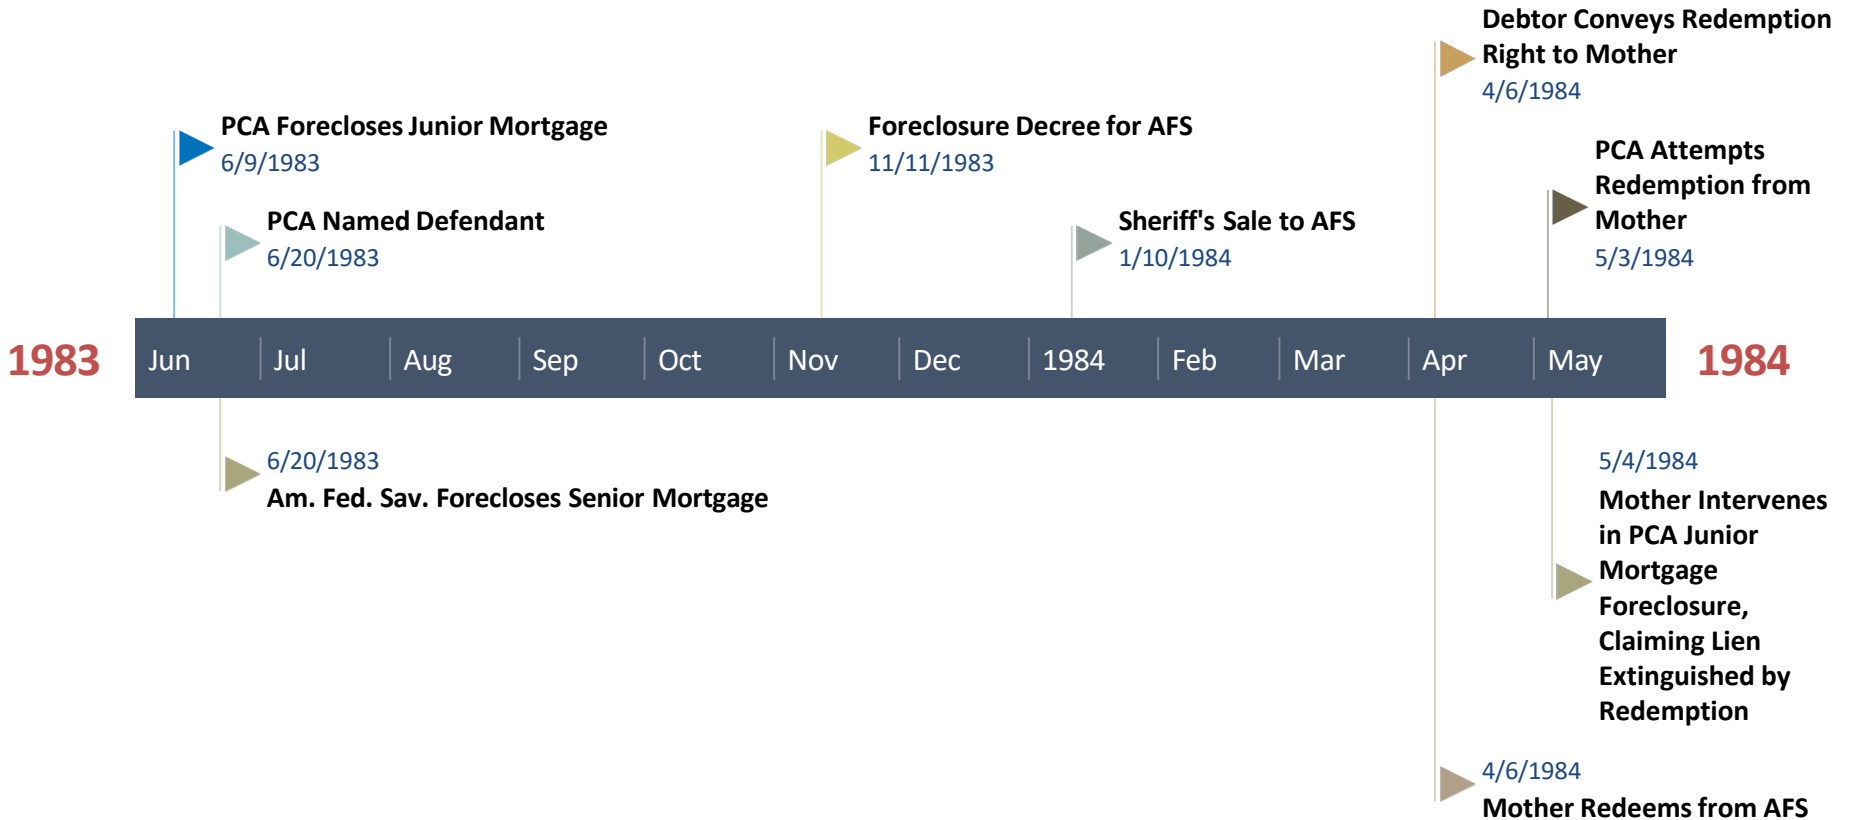 Debtor Conveys Redemption
Right to Mother
4/6/1984
PCA Forecloses Junior Mortgage
6/9/1983
Foreclosure Decree for AFS
11/11/1983
PCA Attempts
Redemption from
Mother
5/3/1984
PCA Named Defendant
6/20/1983
Sheriff's Sale to AFS
1/10/1984
1983
Jun
Jul
Aug
Sep
Oct
Nov
Dec
1984
Feb
Mar
Apr
May
1984
6/20/1983
Am. Fed. Sav. Forecloses Senior Mortgage
5/4/1984
Mother Intervenes
in PCA Junior
Mortgage
Foreclosure,
Claiming Lien
Extinguished by
Redemption
4/6/1984
Mother Redeems from AFS